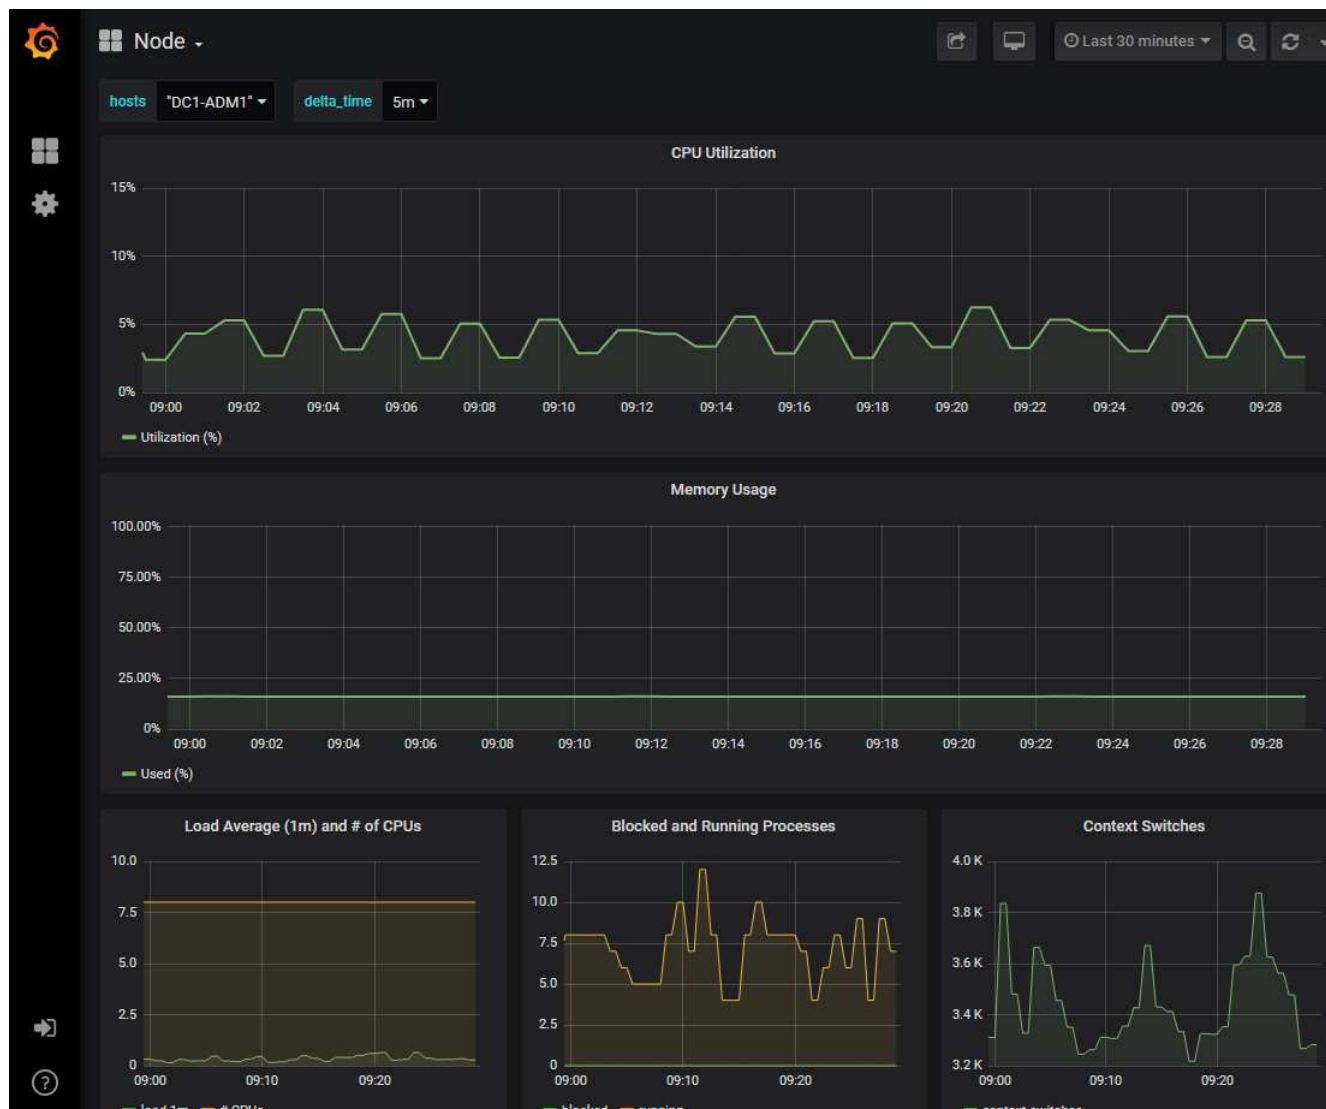 Node
Last 30 minutes
hosts "DC1-ADM1" delta_time 5m
CPU Utilization
15%
10%
5%
0%
09:00 09:02 09:04 09:06 09:08 09:10 09:12 09:14 09:16 09:18 09:20 09:22 09:24 09:26 09:28
Utilization (%)
Memory Usage
100.00%
75.00%
50.00%
25.00%
0%
09:00 09:02 09:04 09:06 09:08 09:10 09:12 09:14 09:16 09:18 09:20 09:22 09:24 09:26 09:28
Used (%)
Load Average (1m) and # of CPUs
10.0
7.5
5.0
2.5
0
09:00 09:10 09:20
load 1m # CPUs
Blocked and Running Processes
12.5
10.0
7.5
5.0
2.5
0
09:00 09:10 09:20
blocked running
Context Switches
4.0 K
3.8 K
3.6 K
3.4 K
3.2 K
09:00 09:10 09:20
context switches